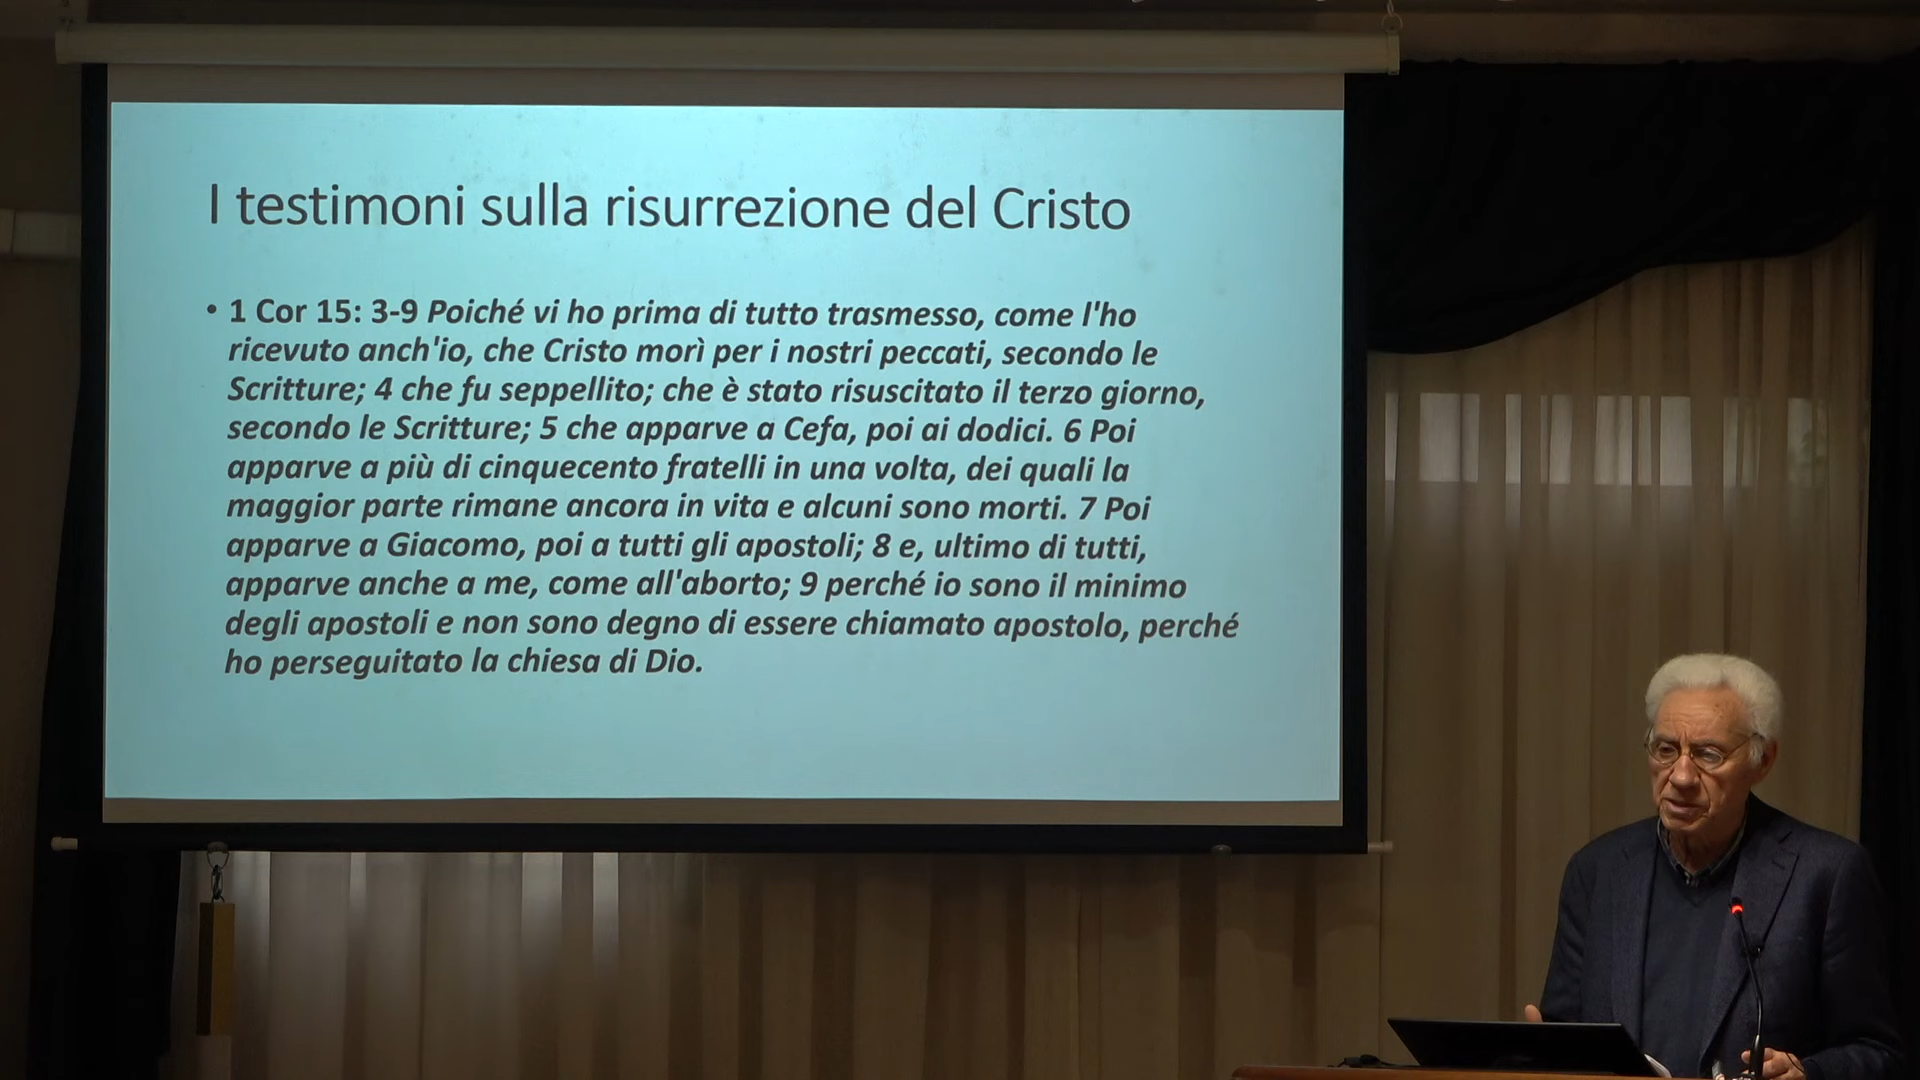 I testimoni sulla risurrezione del Cristo
• 1 Cor 15: 3-9 Poiché vi ho prima di tutto trasmesso, come l'ho
ricevuto anch'io, che Cristo morì per i nostri peccati, secondo le
Scritture; 4 che fu seppellito; che è stato risuscitato il terzo giorno,
secondo le Scritture; 5 che apparve a Cefa, poi ai dodici. 6 Poi
apparve a più di cinquecento fratelli in una volta, dei quali la
maggior parte rimane ancora in vita e alcuni sono morti. 7 Poi
apparve a Giacomo, poi a tutti gli apostoli; 8 e, ultimo di tutti,
apparve anche a me, come all'aborto; 9 perché io sono il minimo
degli apostoli e non sono degno di essere chiamato apostolo, perché
ho perseguitato la chiesa di Dio.